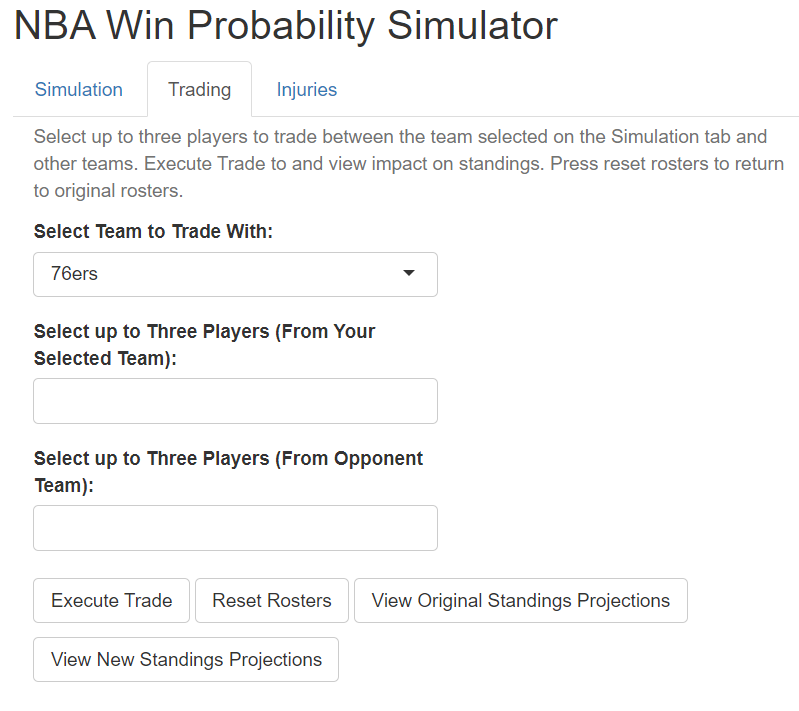 NBA Win Probability Simulator
Simulation Trading Injuries
Select up to three players to trade between the team selected on the Simulation tab and
other teams. Execute Trade to and view impact on standings. Press reset rosters to return
to original rosters.
Select Team to Trade With:
76ers
Select up to Three Players (From Your
Selected Team):
Select up to Three Players (From Opponent
Team):
Execute Trade Reset Rosters View Original Standings Projections
View New Standings Projections